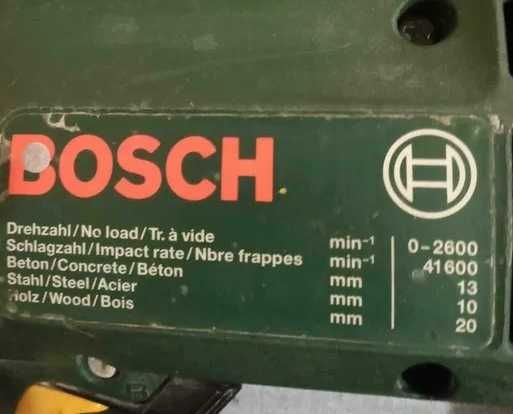 BOSCH
Drehzahl/No load/Tr. à vide min⁻¹ 0-2600
Schlagzahl/Impact rate/Nbre frappes min⁻¹ 41600
Beton/Concrete/Béton mm 13
Stahl/Steel/Acier mm 10
Holz/Wood/Bois mm 20